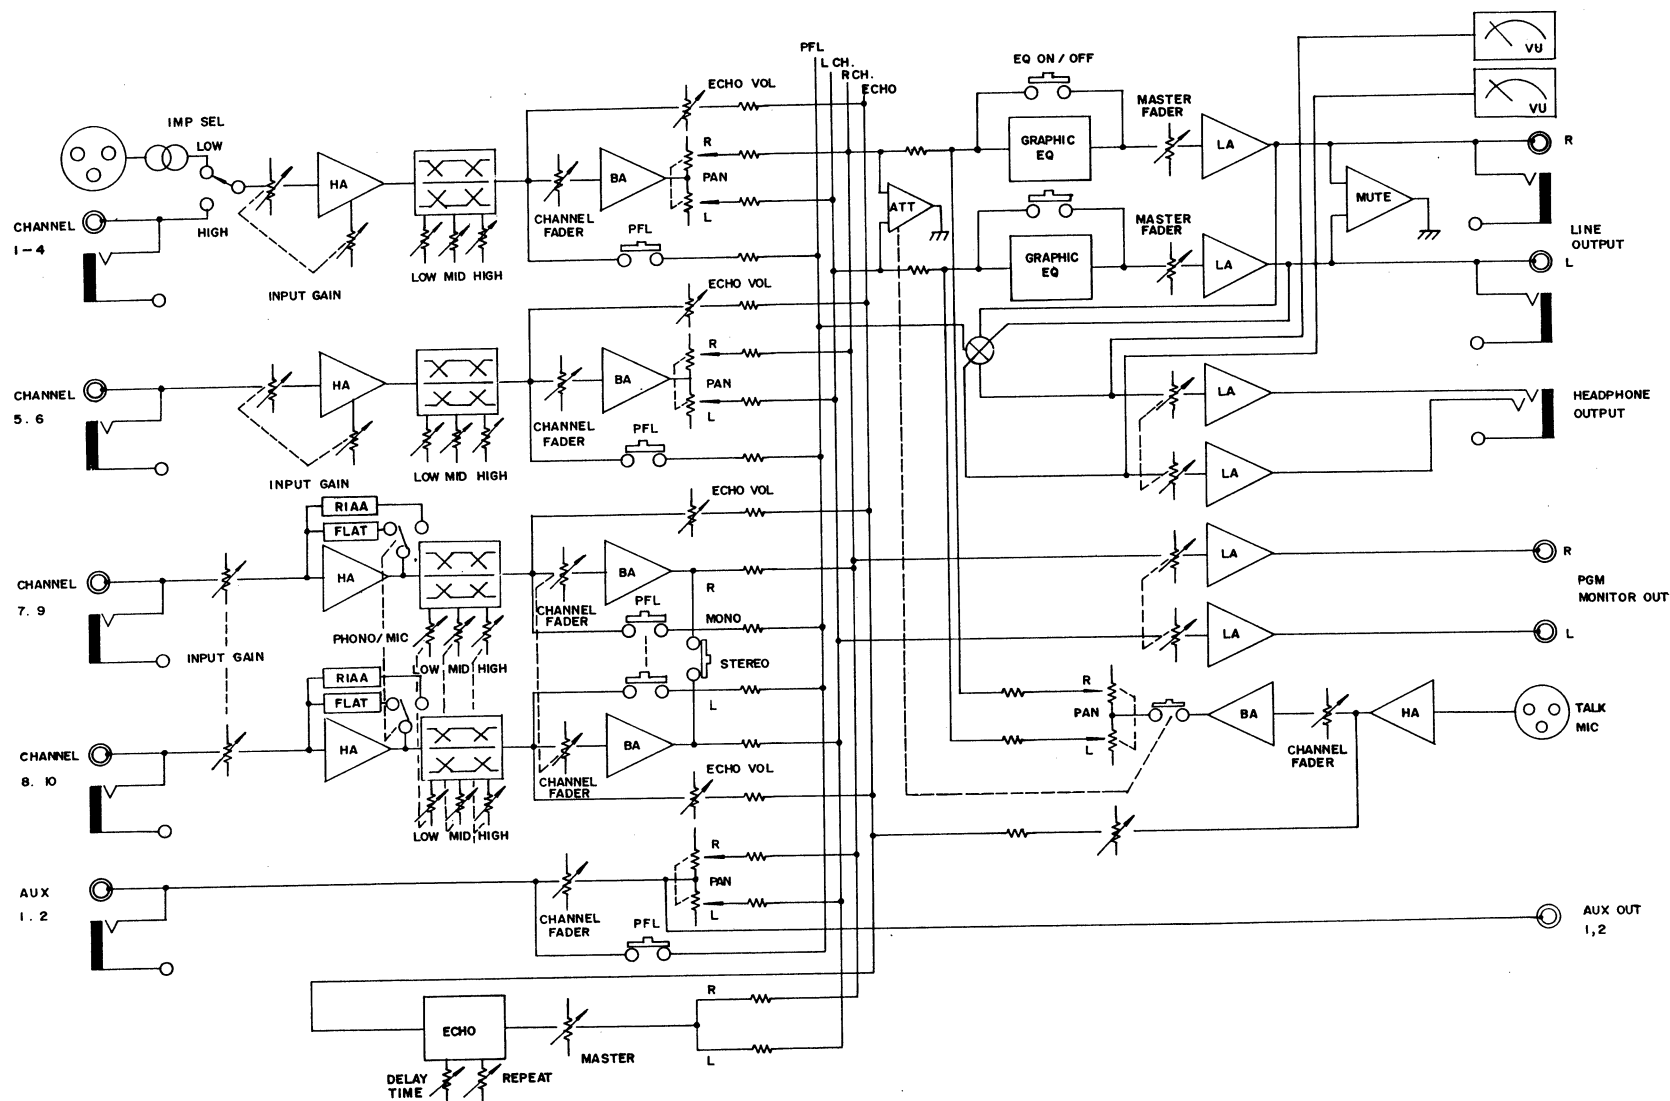 PFL
L CH.
R CH.
ECHO
EQ ON / OFF
VU
VU
ECHO VOL
MASTER
FADER
IMP SEL
LOW
HIGH
CHANNEL
1-4
INPUT GAIN
HA
LOW MID HIGH
CHANNEL
FADER
BA
R
PAN
L
PFL
GRAPHIC
EQ
LA
ATT
MUTE
R
LINE
OUTPUT
L
MASTER
FADER
GRAPHIC
EQ
LA
ECHO VOL
CHANNEL
5. 6
INPUT GAIN
HA
LOW MID HIGH
CHANNEL
FADER
BA
R
PAN
L
PFL
LA
LA
HEADPHONE
OUTPUT
ECHO VOL
RIAA
FLAT
HA
CHANNEL
7. 9
INPUT GAIN
PHONO/ MIC
LOW MID HIGH
CHANNEL
FADER
BA
R
PFL
MONO
STEREO
L
LA
R
PGM
MONITOR OUT
LA
L
RIAA
FLAT
HA
CHANNEL
8. 10
LOW MID HIGH
CHANNEL
FADER
BA
ECHO VOL
R
PAN
L
BA
CHANNEL
FADER
HA
TALK
MIC
AUX
1. 2
CHANNEL
FADER
R
PAN
L
PFL
AUX OUT
1,2
ECHO
DELAY
TIME
REPEAT
MASTER
R
L